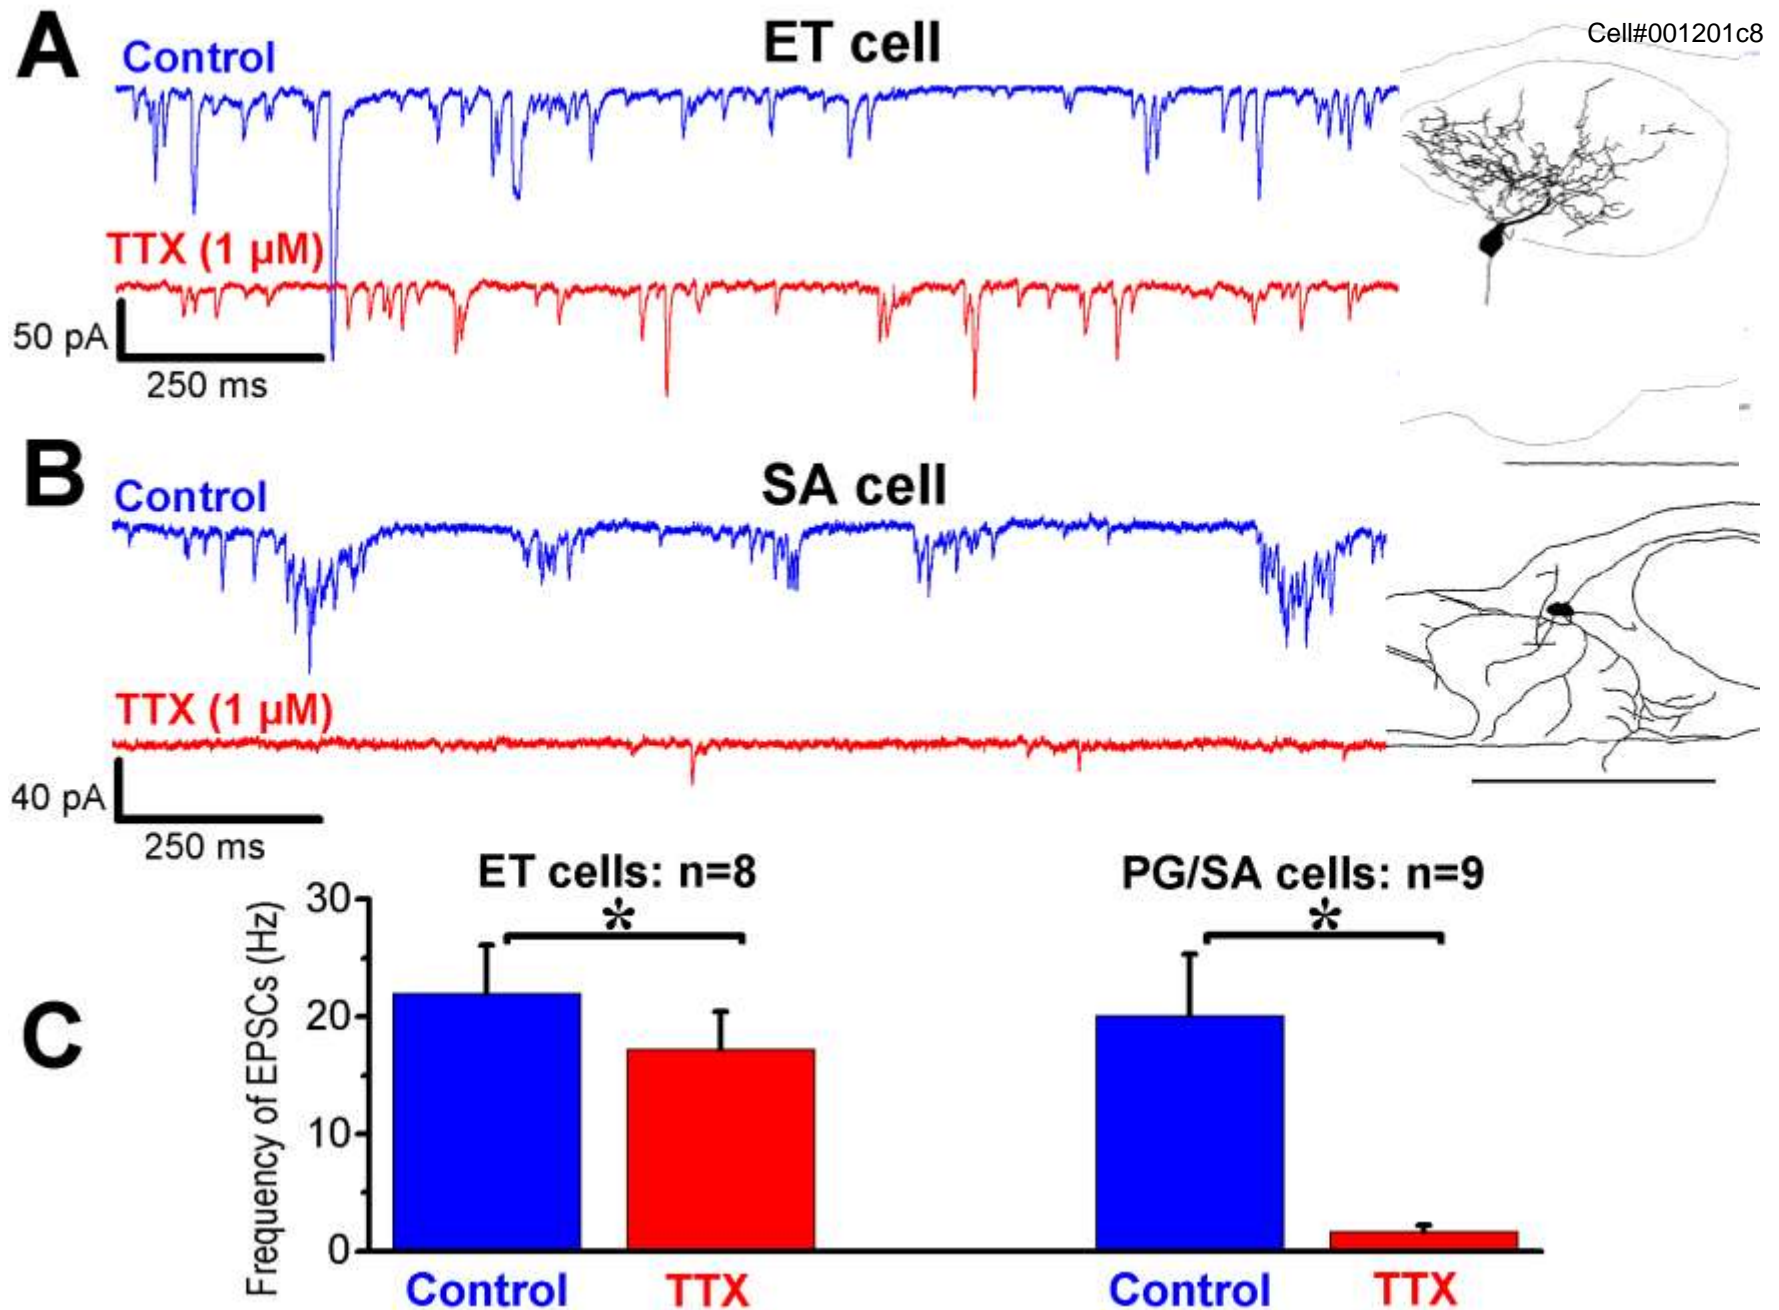 A
Control
ET cell
Cell#001201c8
TTX (1 µM)
50 pA
250 ms
B
Control
SA cell
TTX (1 µM)
40 pA
250 ms
C
ET cells: n=8
PG/SA cells: n=9
*
*
Frequency of EPSCs (Hz)
30
20
10
0
Control
TTX
Control
TTX